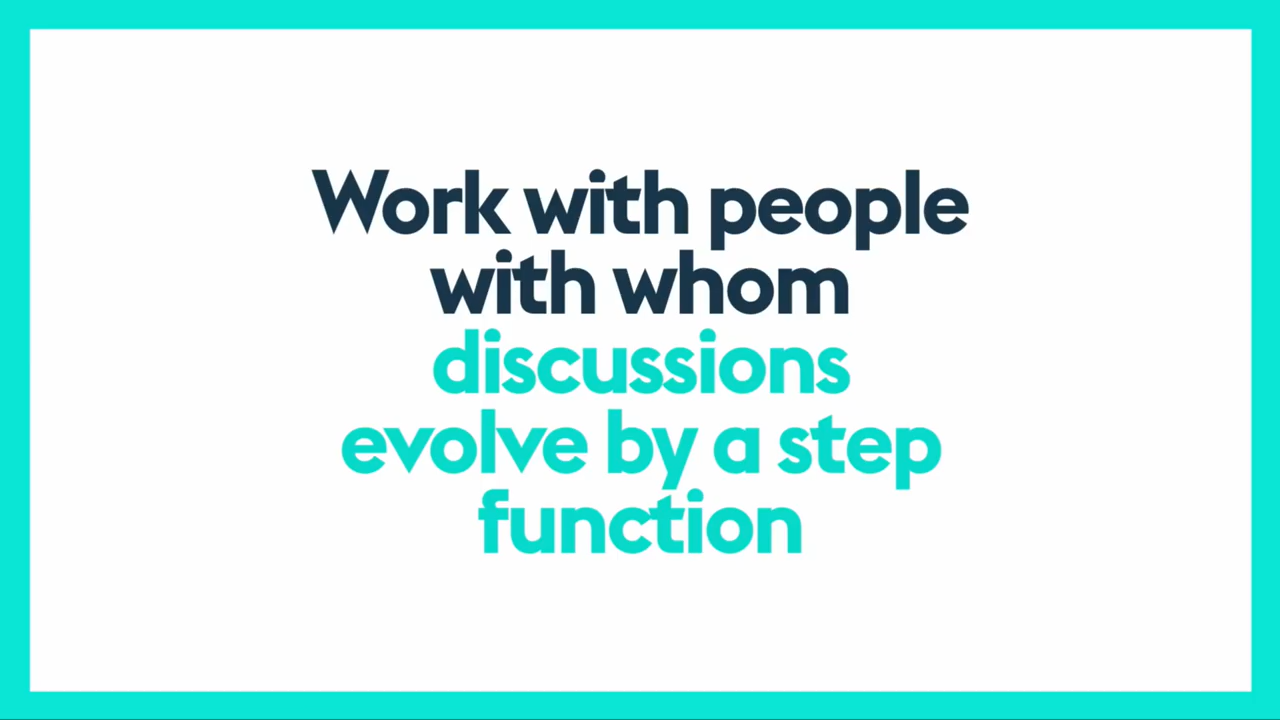 Work with people
with whom
discussions
evolve by a step
function